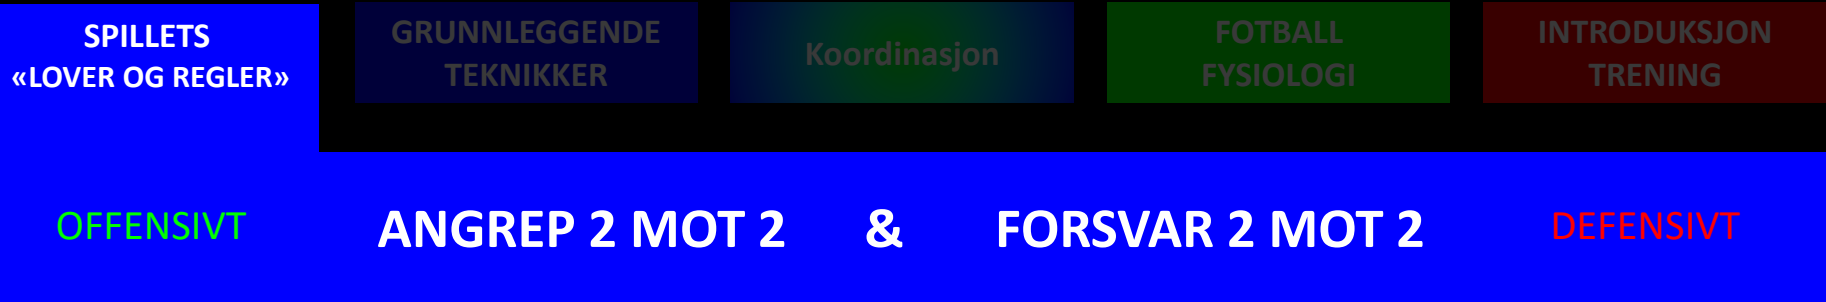 SPILLETS
«LOVER OG REGLER»
GRUNNLEGGENDE
TEKNIKKER
Koordinasjon
FOTBALL
FYSIOLOGI
INTRODUKSJON
TRENING
OFFENSIVT
ANGREP 2 MOT 2 & FORSVAR 2 MOT 2
DEFENSIVT